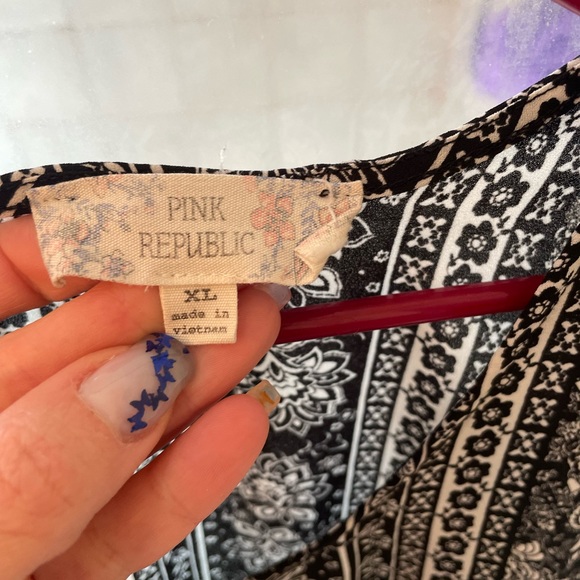 PINK
REPUBLIC
XL
made in
vietnam